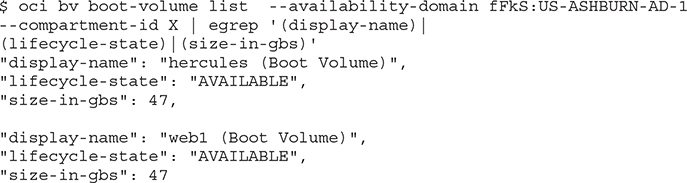 $ oci bv boot-volume list  --availability-domain fFkS:US-ASHBURN-AD-1
--compartment-id X | egrep '(display-name)|
(lifecycle-state)|(size-in-gbs)'
"display-name": "hercules (Boot Volume)",
"lifecycle-state": "AVAILABLE",
"size-in-gbs": 47,
"display-name": "web1 (Boot Volume)",
"lifecycle-state": "AVAILABLE",
"size-in-gbs": 47